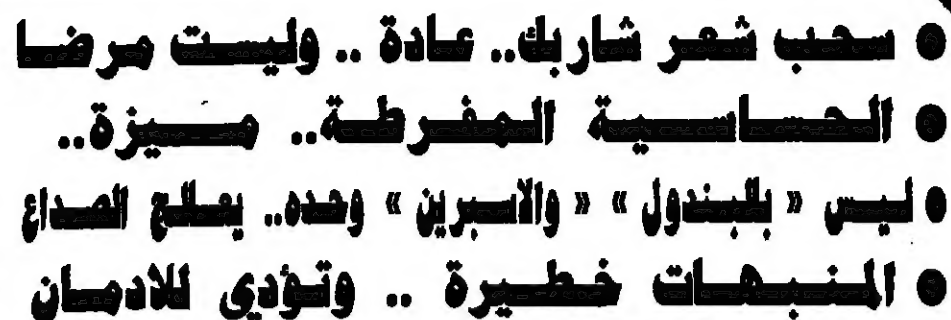 ● سحب شعر شاربك.. عادة .. وليست مرضا
● الحساسية المفرطة.. ميزة..
● ليس « بالبندول » « والاسبرين » وحده.. يعالج الصداع
● المنبهات خطيرة .. وتؤدي للادمان